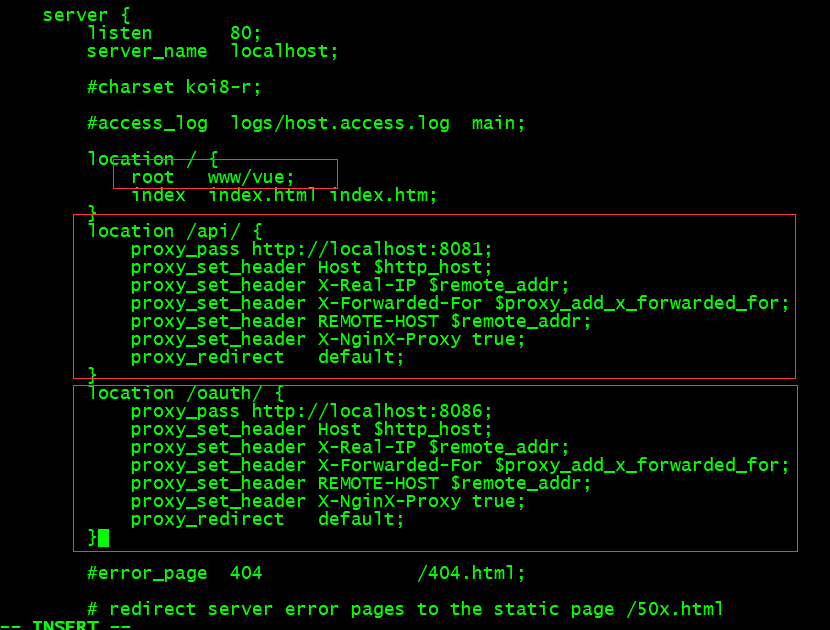 server {
listen 80;
server_name localhost;
#charset koi8-r;
#access_log logs/host.access.log main;
location / {
root www/vue;
index index.html index.htm;
}
location /api/ {
proxy_pass http://localhost:8081;
proxy_set_header Host $http_host;
proxy_set_header X-Real-IP $remote_addr;
proxy_set_header X-Forwarded-For $proxy_add_x_forwarded_for;
proxy_set_header REMOTE-HOST $remote_addr;
proxy_set_header X-NginX-Proxy true;
proxy_redirect default;
}
location /oauth/ {
proxy_pass http://localhost:8086;
proxy_set_header Host $http_host;
proxy_set_header X-Real-IP $remote_addr;
proxy_set_header X-Forwarded-For $proxy_add_x_forwarded_for;
proxy_set_header REMOTE-HOST $remote_addr;
proxy_set_header X-NginX-Proxy true;
proxy_redirect default;
}
#error_page 404 /404.html;
# redirect server error pages to the static page /50x.html
-- INSERT --